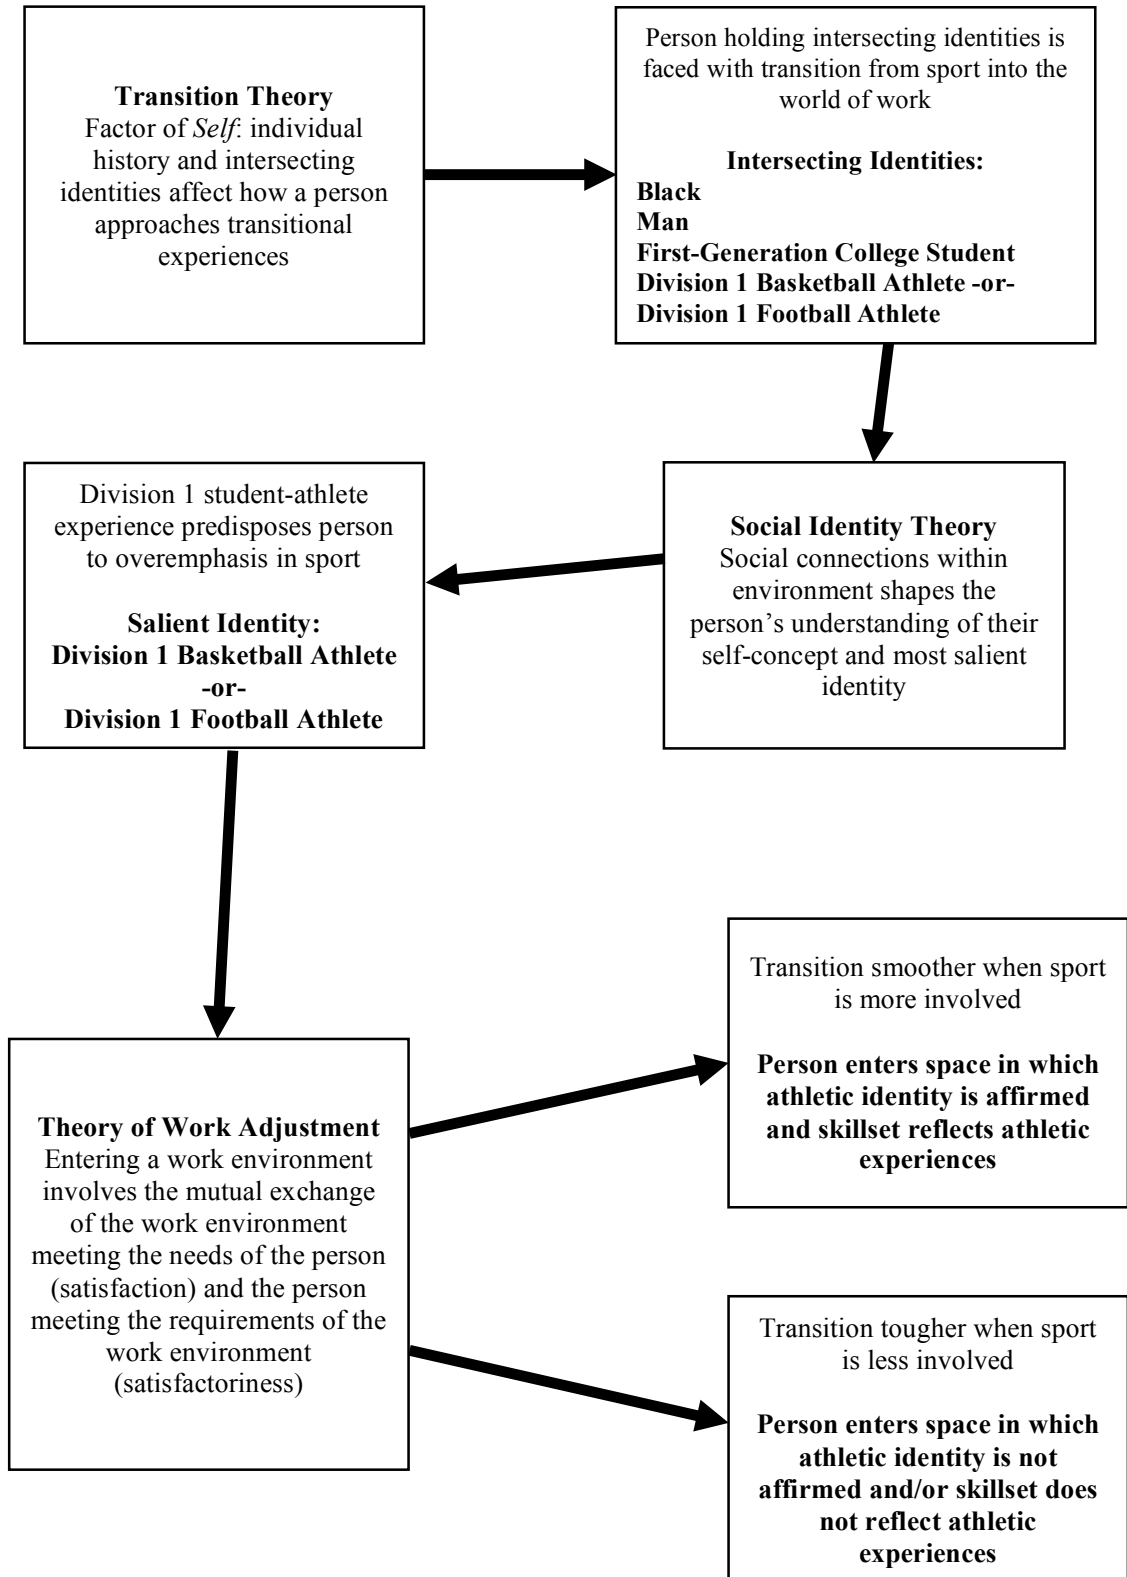 Transition Theory
Factor of Self: individual
history and intersecting
identities affect how a person
approaches transitional
experiences
Person holding intersecting identities is
faced with transition from sport into the
world of work
Intersecting Identities:
Black
Man
First-Generation College Student
Division 1 Basketball Athlete -or-
Division 1 Football Athlete
Social Identity Theory
Social connections within
environment shapes the
person’s understanding of their
self-concept and most salient
identity
Division 1 student-athlete
experience predisposes person
to overemphasis in sport
Salient Identity:
Division 1 Basketball Athlete
-or-
Division 1 Football Athlete
Theory of Work Adjustment
Entering a work environment
involves the mutual exchange
of the work environment
meeting the needs of the person
(satisfaction) and the person
meeting the requirements of the
work environment
(satisfactoriness)
Transition smoother when sport
is more involved
Person enters space in which
athletic identity is affirmed
and skillset reflects athletic
experiences
Transition tougher when sport
is less involved
Person enters space in which
athletic identity is not
affirmed and/or skillset does
not reflect athletic
experiences